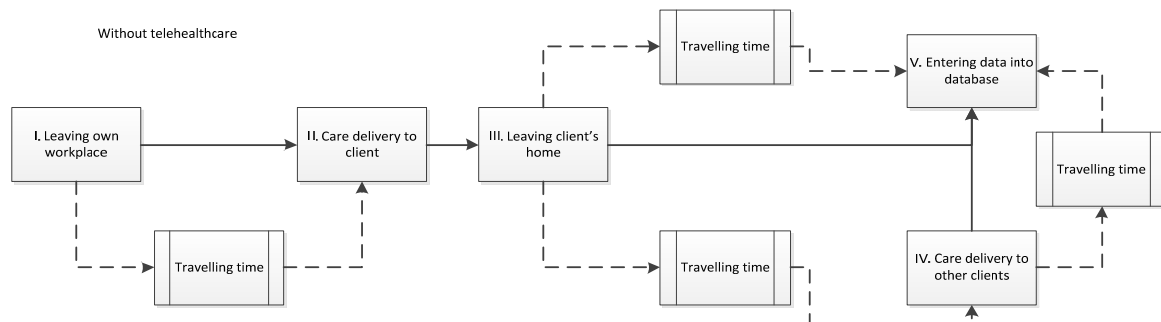 Without telehealthcare
Travelling time
V. Entering data into
database
I. Leaving own
workplace
II. Care delivery to
client
III. Leaving client's
home
Travelling time
Travelling time
Travelling time
IV. Care delivery to
other clients